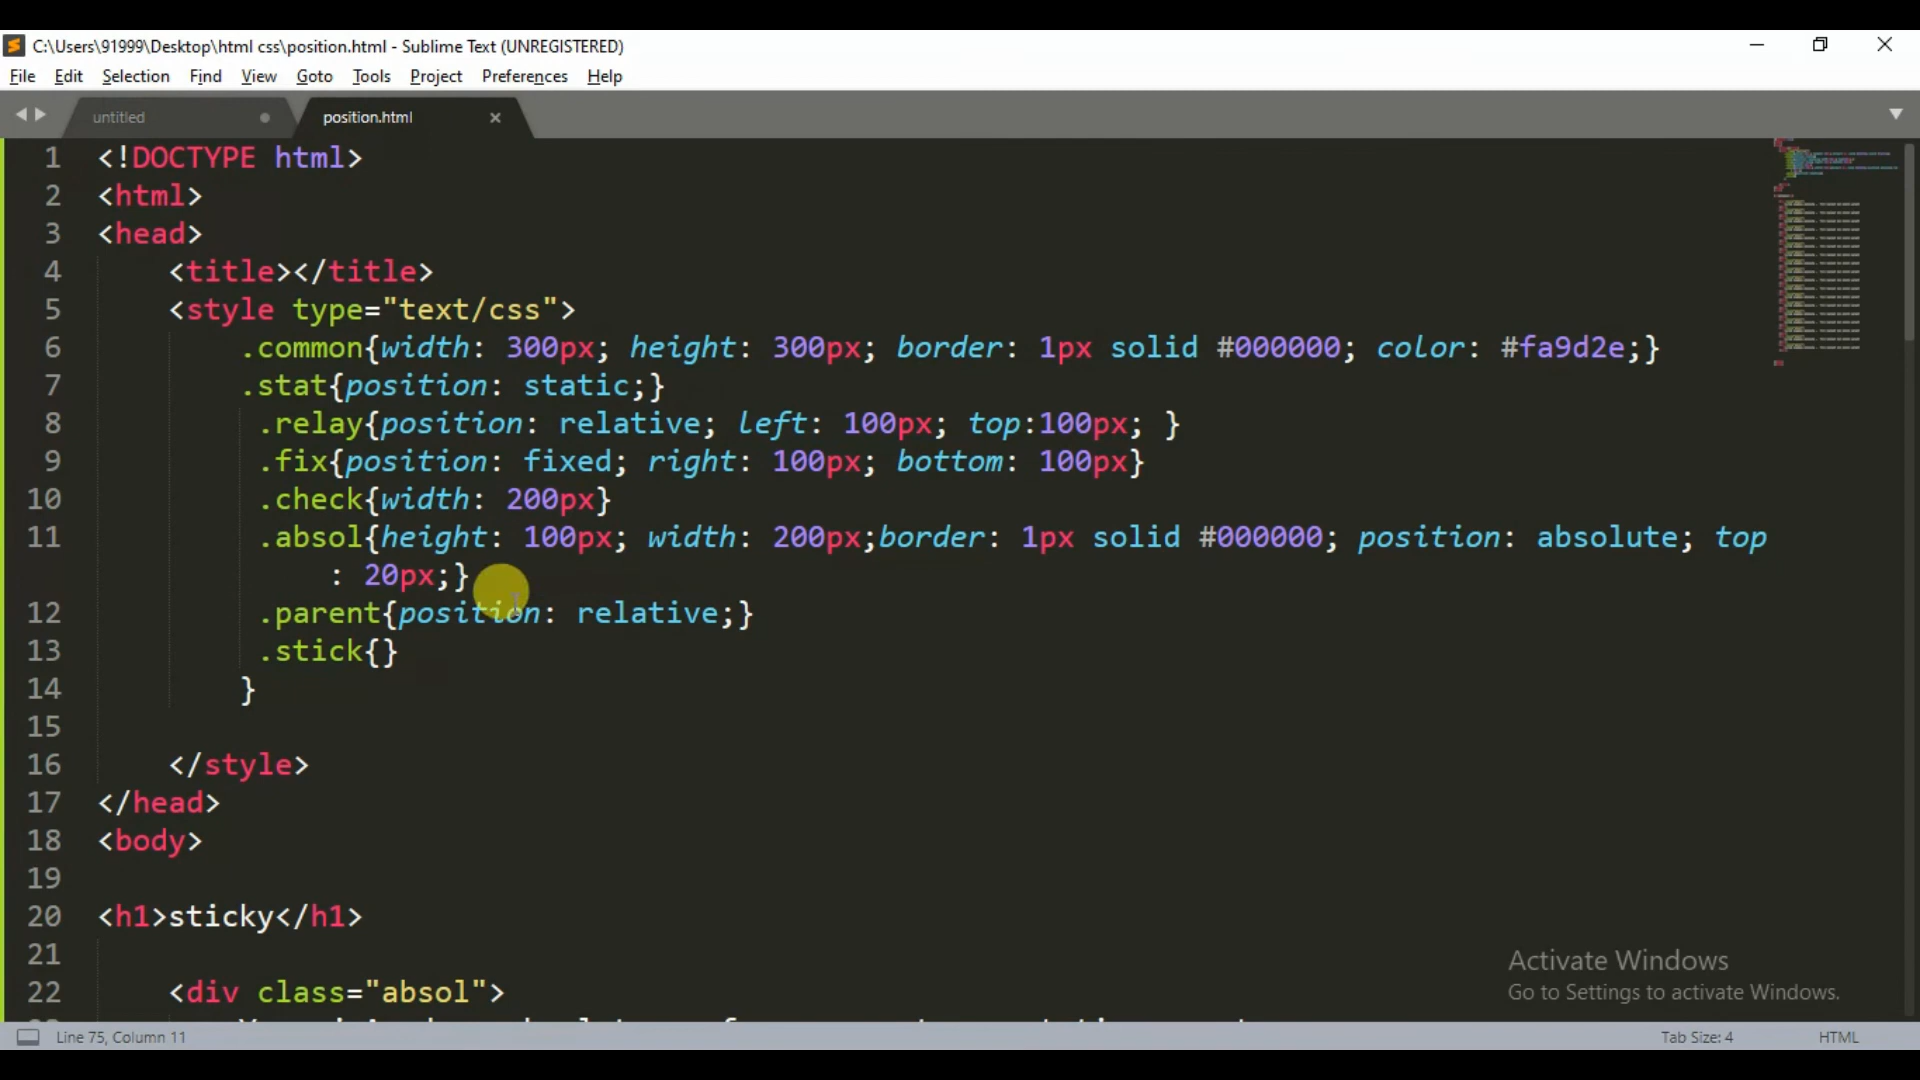 C:\Users\91999\Desktop\html css\position.html - Sublime Text (UNREGISTERED)
File Edit Selection Find View Goto Tools Project Preferences Help
untitled position.html
1 <!DOCTYPE html>
2 <html>
3 <head>
4 <title></title>
5 <style type="text/css">
6 .common{width: 300px; height: 300px; border: 1px solid #000000; color: #fa9d2e;}
7 .stat{position: static;}
8 .relay{position: relative; left: 100px; top:100px; }
9 .fix{position: fixed; right: 100px; bottom: 100px}
10 .check{width: 200px}
11 .absol{height: 100px; width: 200px;border: 1px solid #000000; position: absolute; top
: 20px;}
12 .parent{position: relative;}
13 .stick{}
14 }
15
16 </style>
17 </head>
18 <body>
19
20 <h1>sticky</h1>
21
22 <div class="absol">
Activate Windows
Go to Settings to activate Windows.
Line 75, Column 11 Tab Size: 4 HTML